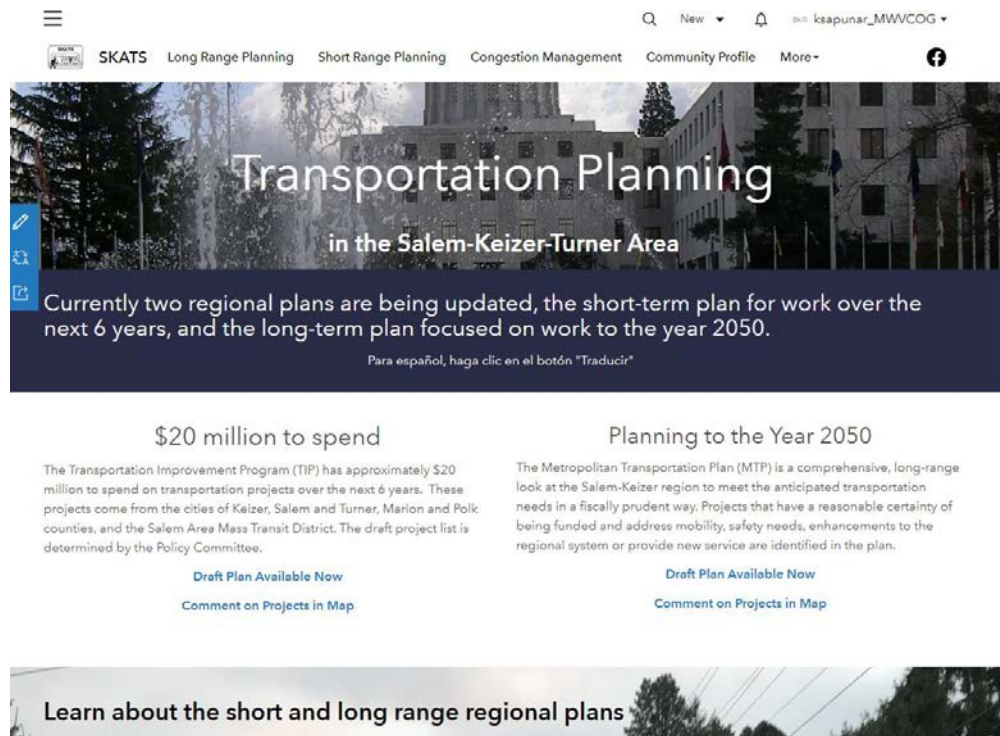 New
ksapunar_MWVCOG
SKATS
Long Range Planning
Short Range Planning
Congestion Management
Community Profile
More
Transportation Planning
in the Salem-Keizer-Turner Area
Currently two regional plans are being updated, the short-term plan for work over the
next 6 years, and the long-term plan focused on work to the year 2050.
Para español, haga clic en el botón "Traducir"
$20 million to spend
The Transportation Improvement Program (TIP) has approximately $20
million to spend on transportation projects over the next 6 years. These
projects come from the cities of Keizer, Salem and Turner, Marion and Polk
counties, and the Salem Area Mass Transit District. The draft project list is
determined by the Policy Committee.
Draft Plan Available Now
Comment on Projects in Map
Planning to the Year 2050
The Metropolitan Transportation Plan (MTP) is a comprehensive, long-range
look at the Salem-Keizer region to meet the anticipated transportation
needs in a fiscally prudent way. Projects that have a reasonable certainty of
being funded and address mobility, safety needs, enhancements to the
regional system or provide new service are identified in the plan.
Draft Plan Available Now
Comment on Projects in Map
Learn about the short and long range regional plans